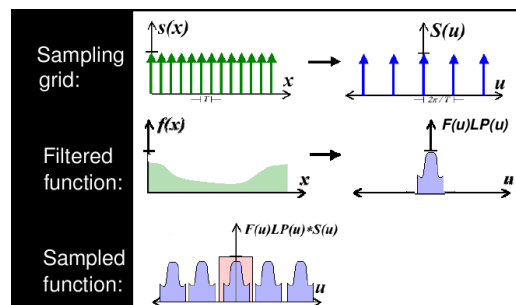 s(x)
S(u)
Sampling
grid:
x
u
T
2π/T
f(x)
F(u)LP(u)
Filtered
function:
x
u
F(u)LP(u)*S(u)
Sampled
function:
u